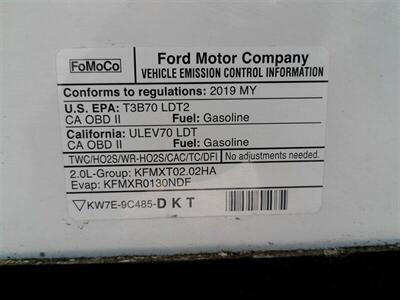 FoMoCo
Ford Motor Company
VEHICLE EMISSION CONTROL INFORMATION
Conforms to regulations: 2019 MY
U.S. EPA: T3B70 LDT2
CA OBD II Fuel: Gasoline
California: ULEV70 LDT
CA OBD II Fuel: Gasoline
TWC/HO2S/WR-HO2S/CAC/TC/DFI No adjustments needed.
2.0L-Group: KFMXT02.02HA
Evap: KFMXR0130NDF
KW7E-9C485-DKT